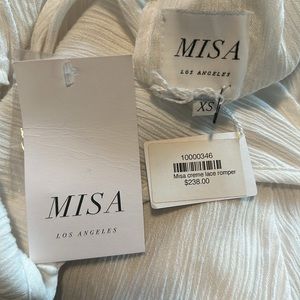 MISA
LOS ANGELES
XS
10000346
Misa creme lace romper
$238.00
MISA
LOS ANGELES